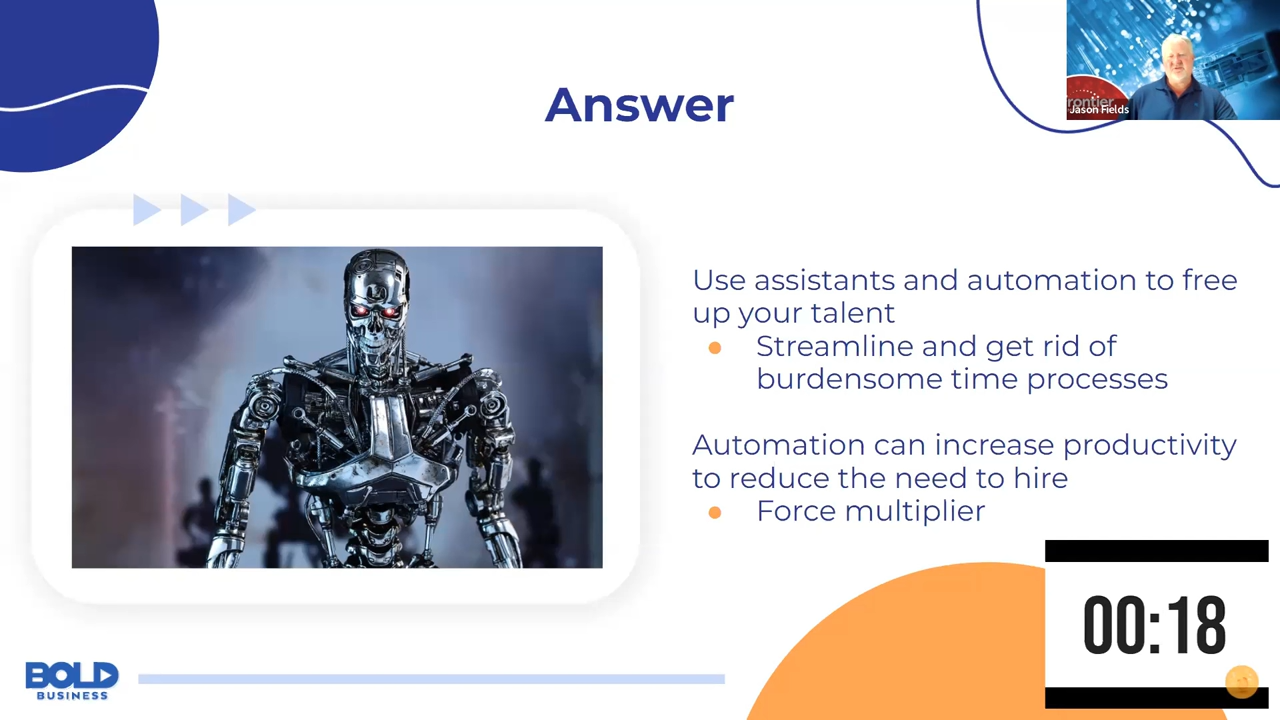 Answer
rontier
Jason Fields
Use assistants and automation to free
up your talent
Streamline and get rid of
burdensome time processes
Automation can increase productivity
to reduce the need to hire
Force multiplier
00:18
BOLD
BUSINESS